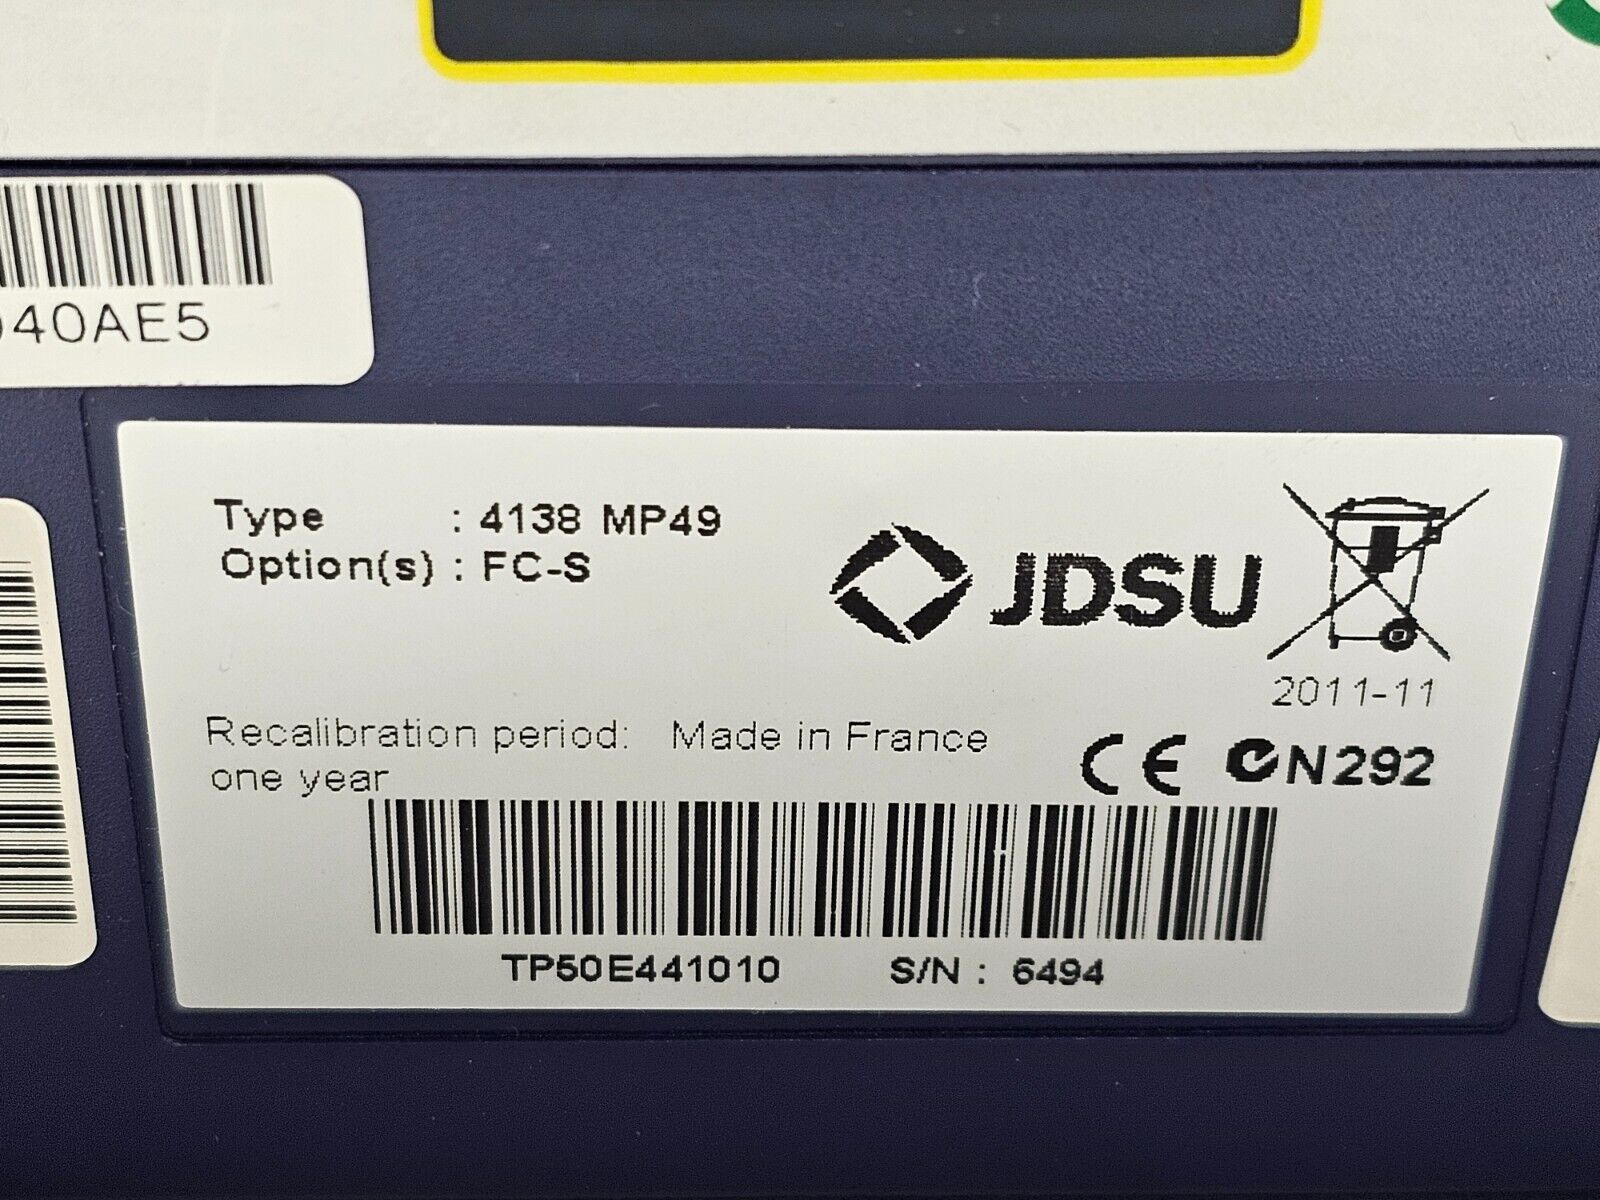 40AE5
Type : 4138 MP49
Option(s) : FC-S
JDSU
2011-11
Recalibration period: Made in France
one year
CE N292
TP50E441010 S/N : 6494